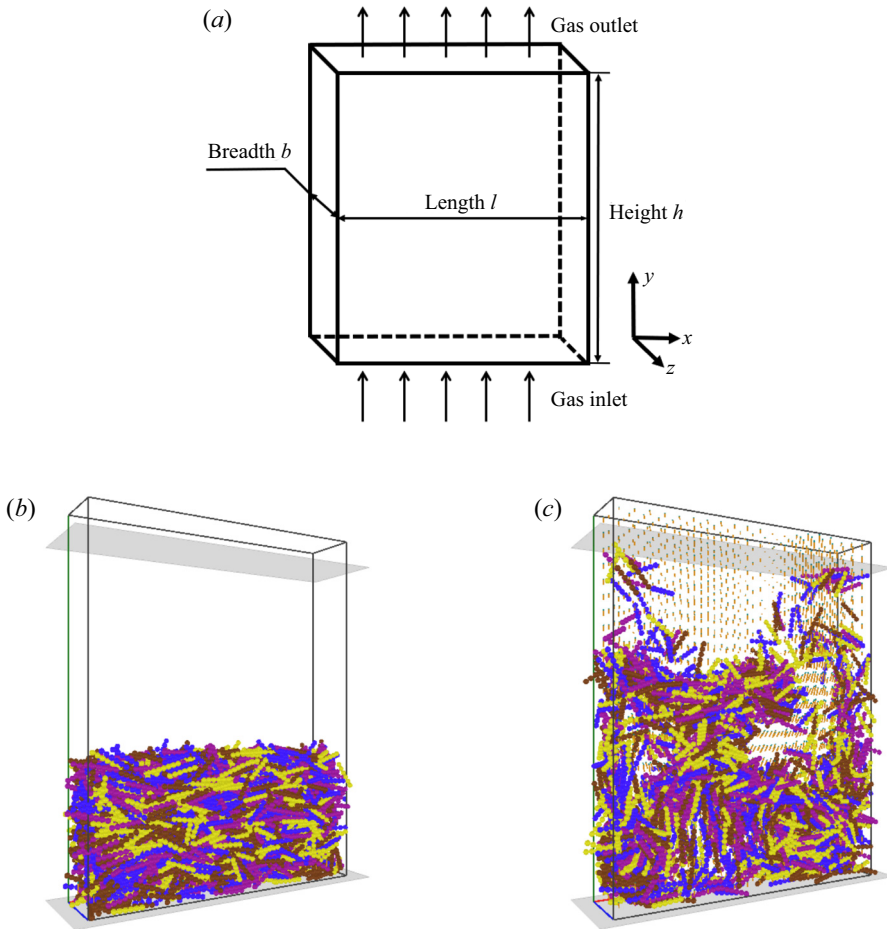 (a)
Gas outlet
Breadth b
Length l
Height h
y
x
z
Gas inlet
(b)
(c)